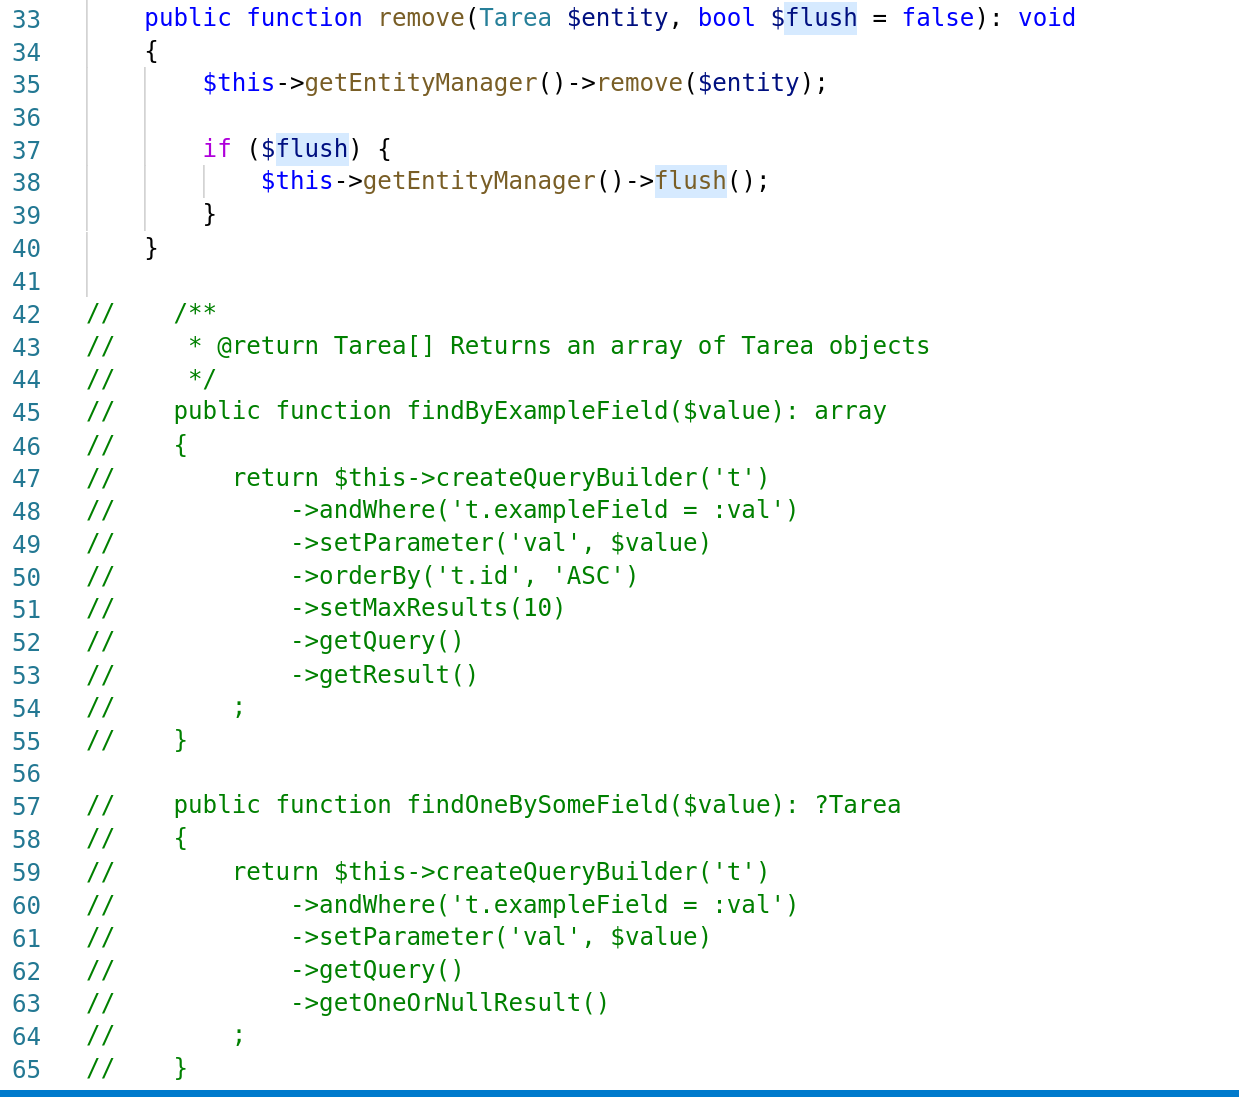 33    public function remove(Tarea $entity, bool $flush = false): void
34    {
35        $this->getEntityManager()->remove($entity);
36
37        if ($flush) {
38            $this->getEntityManager()->flush();
39        }
40    }
41
42 //    /**
43 //     * @return Tarea[] Returns an array of Tarea objects
44 //     */
45 //    public function findByExampleField($value): array
46 //    {
47 //        return $this->createQueryBuilder('t')
48 //            ->andWhere('t.exampleField = :val')
49 //            ->setParameter('val', $value)
50 //            ->orderBy('t.id', 'ASC')
51 //            ->setMaxResults(10)
52 //            ->getQuery()
53 //            ->getResult()
54 //        ;
55 //    }
56
57 //    public function findOneBySomeField($value): ?Tarea
58 //    {
59 //        return $this->createQueryBuilder('t')
60 //            ->andWhere('t.exampleField = :val')
61 //            ->setParameter('val', $value)
62 //            ->getQuery()
63 //            ->getOneOrNullResult()
64 //        ;
65 //    }